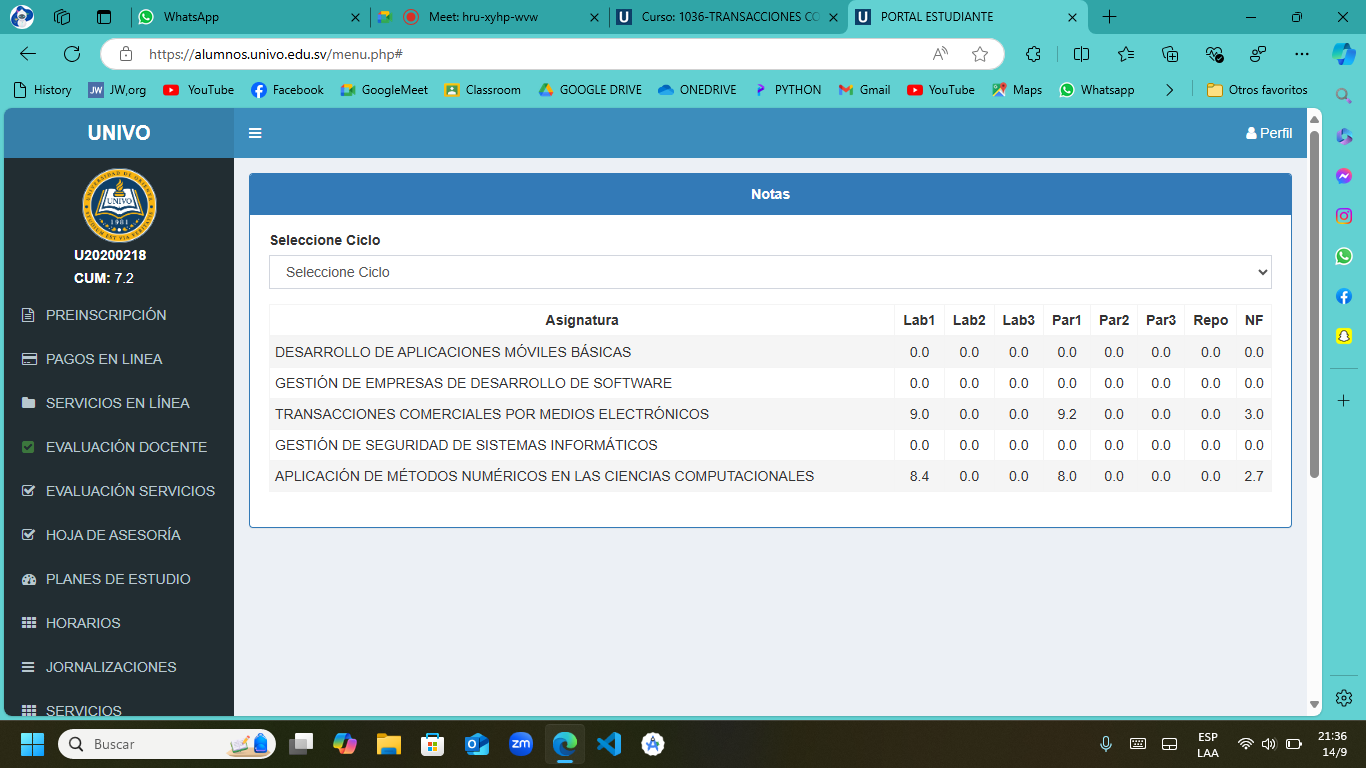 WhatsApp
Meet: hru-xyhp-wvw
Curso: 1036-TRANSACCIONES CO
PORTAL ESTUDIANTE
https://alumnos.univo.edu.sv/menu.php#
History
JW,org
YouTube
Facebook
GoogleMeet
Classroom
GOOGLE DRIVE
ONEDRIVE
PYTHON
Gmail
YouTube
Maps
Whatsapp
Otros favoritos
UNIVO
Perfil
UNIVO
1981
U20200218
CUM: 7.2
PREINSCRIPCIÓN
PAGOS EN LINEA
SERVICIOS EN LÍNEA
EVALUACIÓN DOCENTE
EVALUACIÓN SERVICIOS
HOJA DE ASESORÍA
PLANES DE ESTUDIO
HORARIOS
JORNALIZACIONES
SERVICIOS
Notas
Seleccione Ciclo
Seleccione Ciclo
Asignatura Lab1 Lab2 Lab3 Par1 Par2 Par3 Repo NF
DESARROLLO DE APLICACIONES MÓVILES BÁSICAS 0.0 0.0 0.0 0.0 0.0 0.0 0.0 0.0
GESTIÓN DE EMPRESAS DE DESARROLLO DE SOFTWARE 0.0 0.0 0.0 0.0 0.0 0.0 0.0 0.0
TRANSACCIONES COMERCIALES POR MEDIOS ELECTRÓNICOS 9.0 0.0 0.0 9.2 0.0 0.0 0.0 3.0
GESTIÓN DE SEGURIDAD DE SISTEMAS INFORMÁTICOS 0.0 0.0 0.0 0.0 0.0 0.0 0.0 0.0
APLICACIÓN DE MÉTODOS NUMÉRICOS EN LAS CIENCIAS COMPUTACIONALES 8.4 0.0 0.0 8.0 0.0 0.0 0.0 2.7
Buscar
zm
ESP
LAA
21:36
14/9